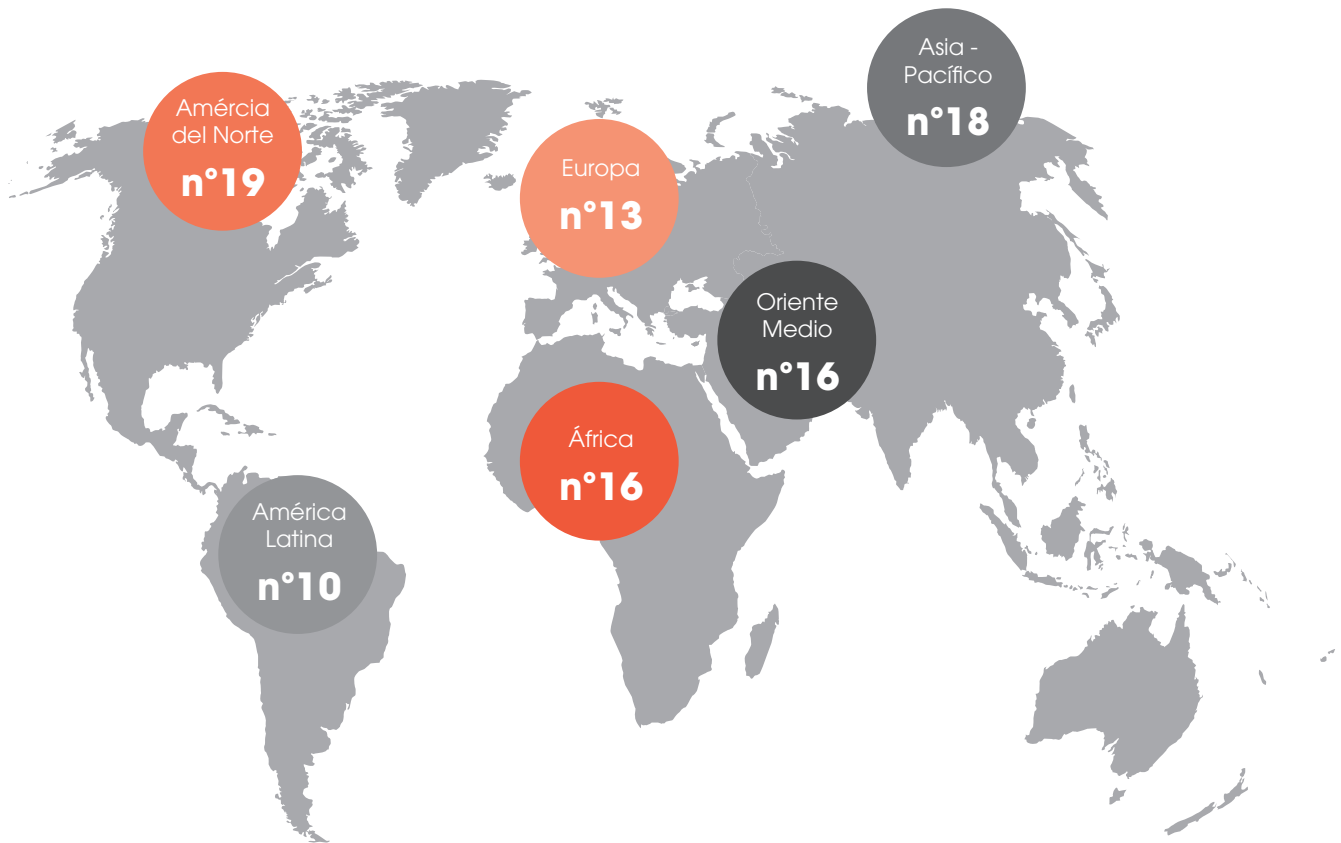 Asia -
Pacífico
n°18
Amércia
del Norte
n°19
Europa
n°13
Oriente
Medio
n°16
África
n°16
América
Latina
n°10